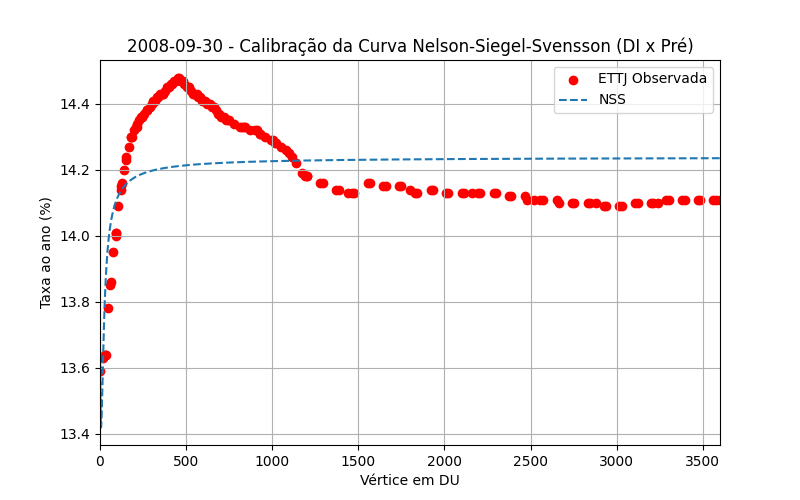 2008-09-30 - Calibração da Curva Nelson-Siegel-Svensson (DI x Pré)
ETTJ Observada
NSS
Taxa ao ano (%)
14.4
14.2
14.0
13.8
13.6
13.4
0 500 1000 1500 2000 2500 3000 3500
Vértice em DU